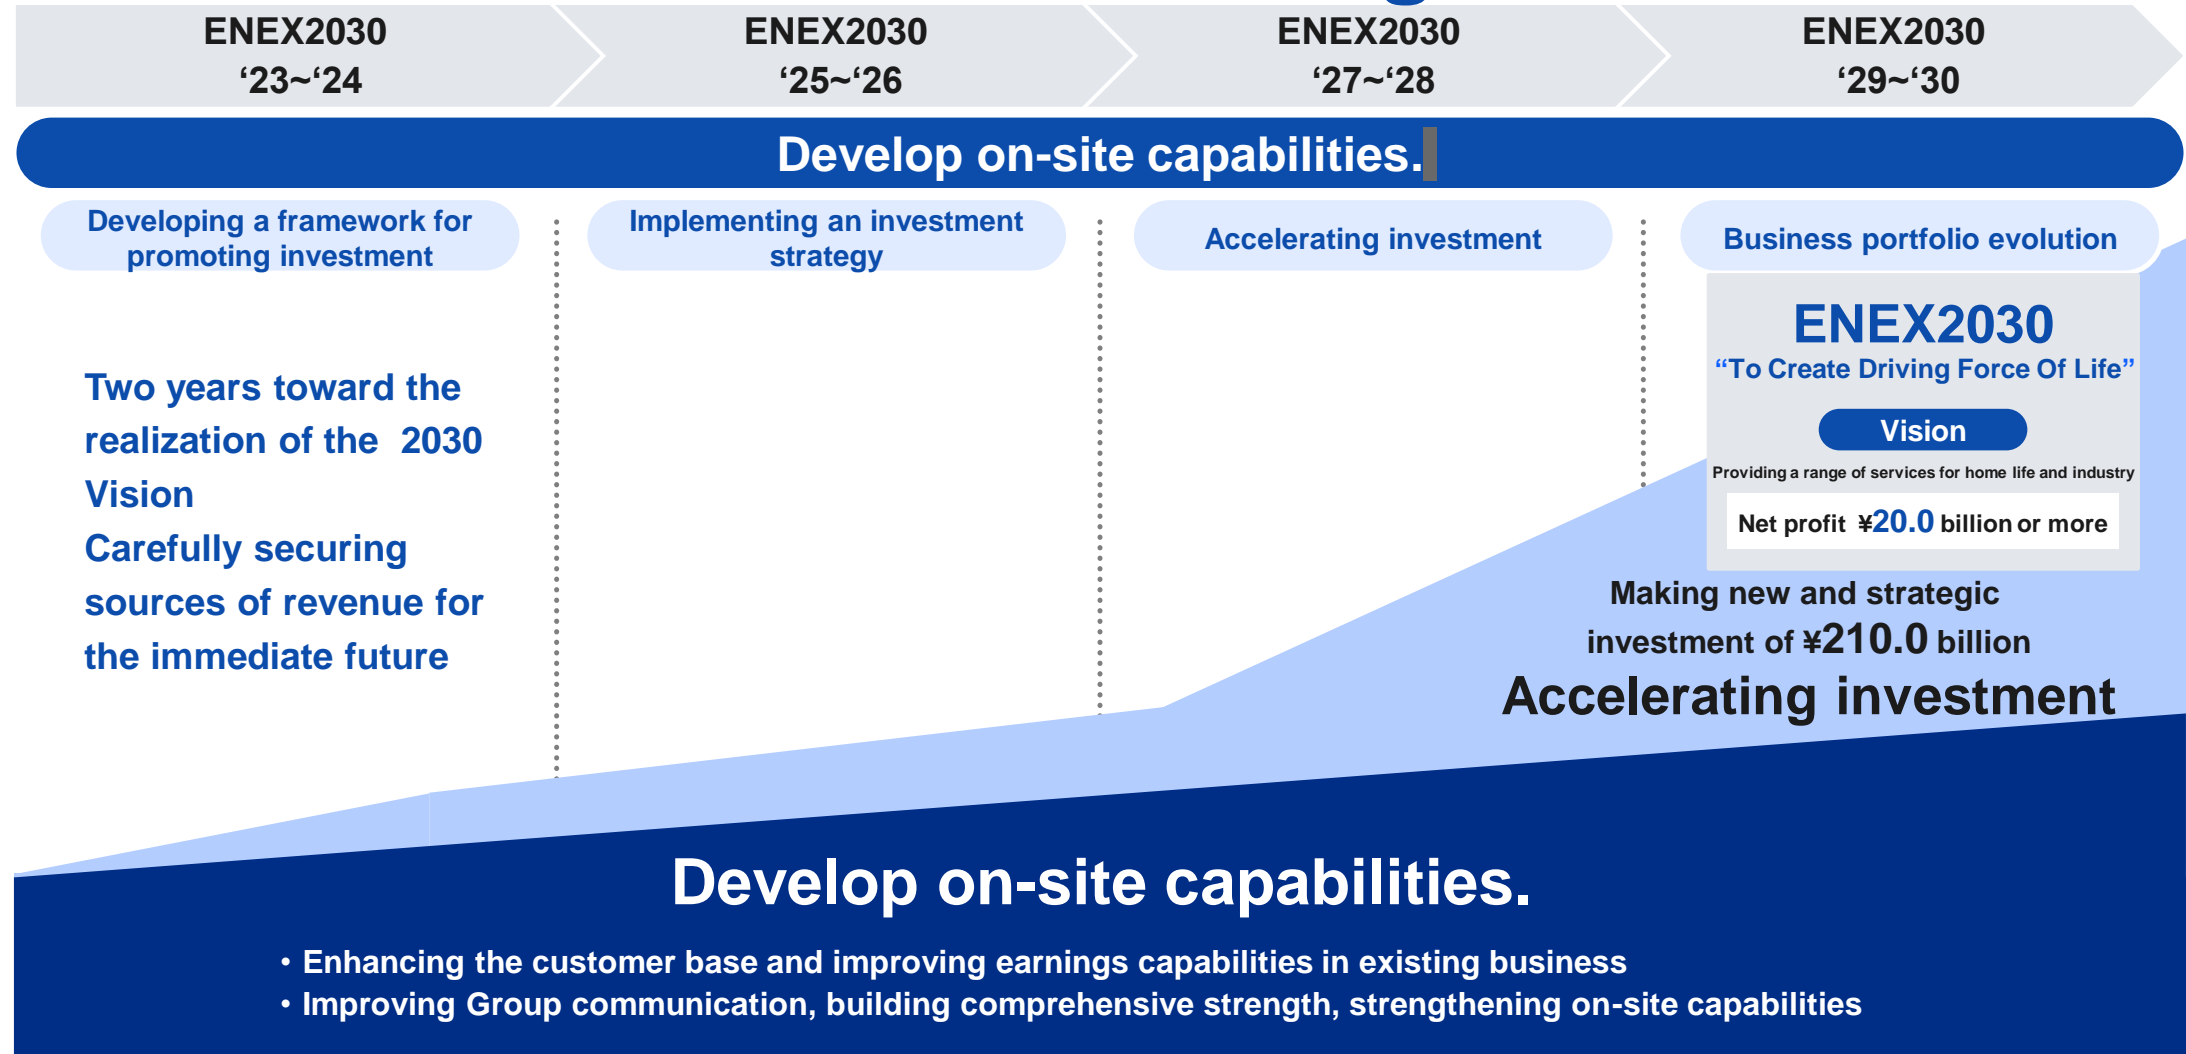 ENEX2030
‘23~‘24
ENEX2030
‘25~‘26
ENEX2030
‘27~‘28
ENEX2030
‘29~‘30
Develop on-site capabilities.
Developing a framework for
promoting investment
Implementing an investment
strategy
Accelerating investment
Business portfolio evolution
Two years toward the
realization of the 2030
Vision
Carefully securing
sources of revenue for
the immediate future
ENEX2030
“To Create Driving Force Of Life”
Vision
Providing a range of services for home life and industry
Net profit ¥20.0 billion or more
Making new and strategic
investment of ¥210.0 billion
Accelerating investment
Develop on-site capabilities.
・Enhancing the customer base and improving earnings capabilities in existing business
・Improving Group communication, building comprehensive strength, strengthening on-site capabilities